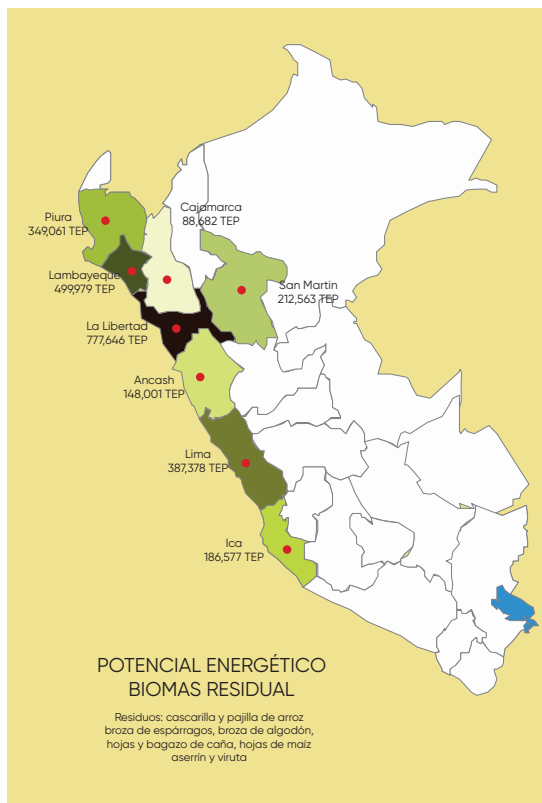 Cajamarca
88,682 TEP
Piura
349,061 TEP
Lambayeque
499,979 TEP
San Martin
212,563 TEP
La Libertad
777,646 TEP
Ancash
148,001 TEP
Lima
387,378 TEP
Ica
186,577 TEP
POTENCIAL ENERGÉTICO
BIOMAS RESIDUAL
Residuos: cascarilla y pajilla de arroz
broza de espárragos, broza de algodón,
hojas y bagazo de caña, hojas de maíz
aserrín y viruta